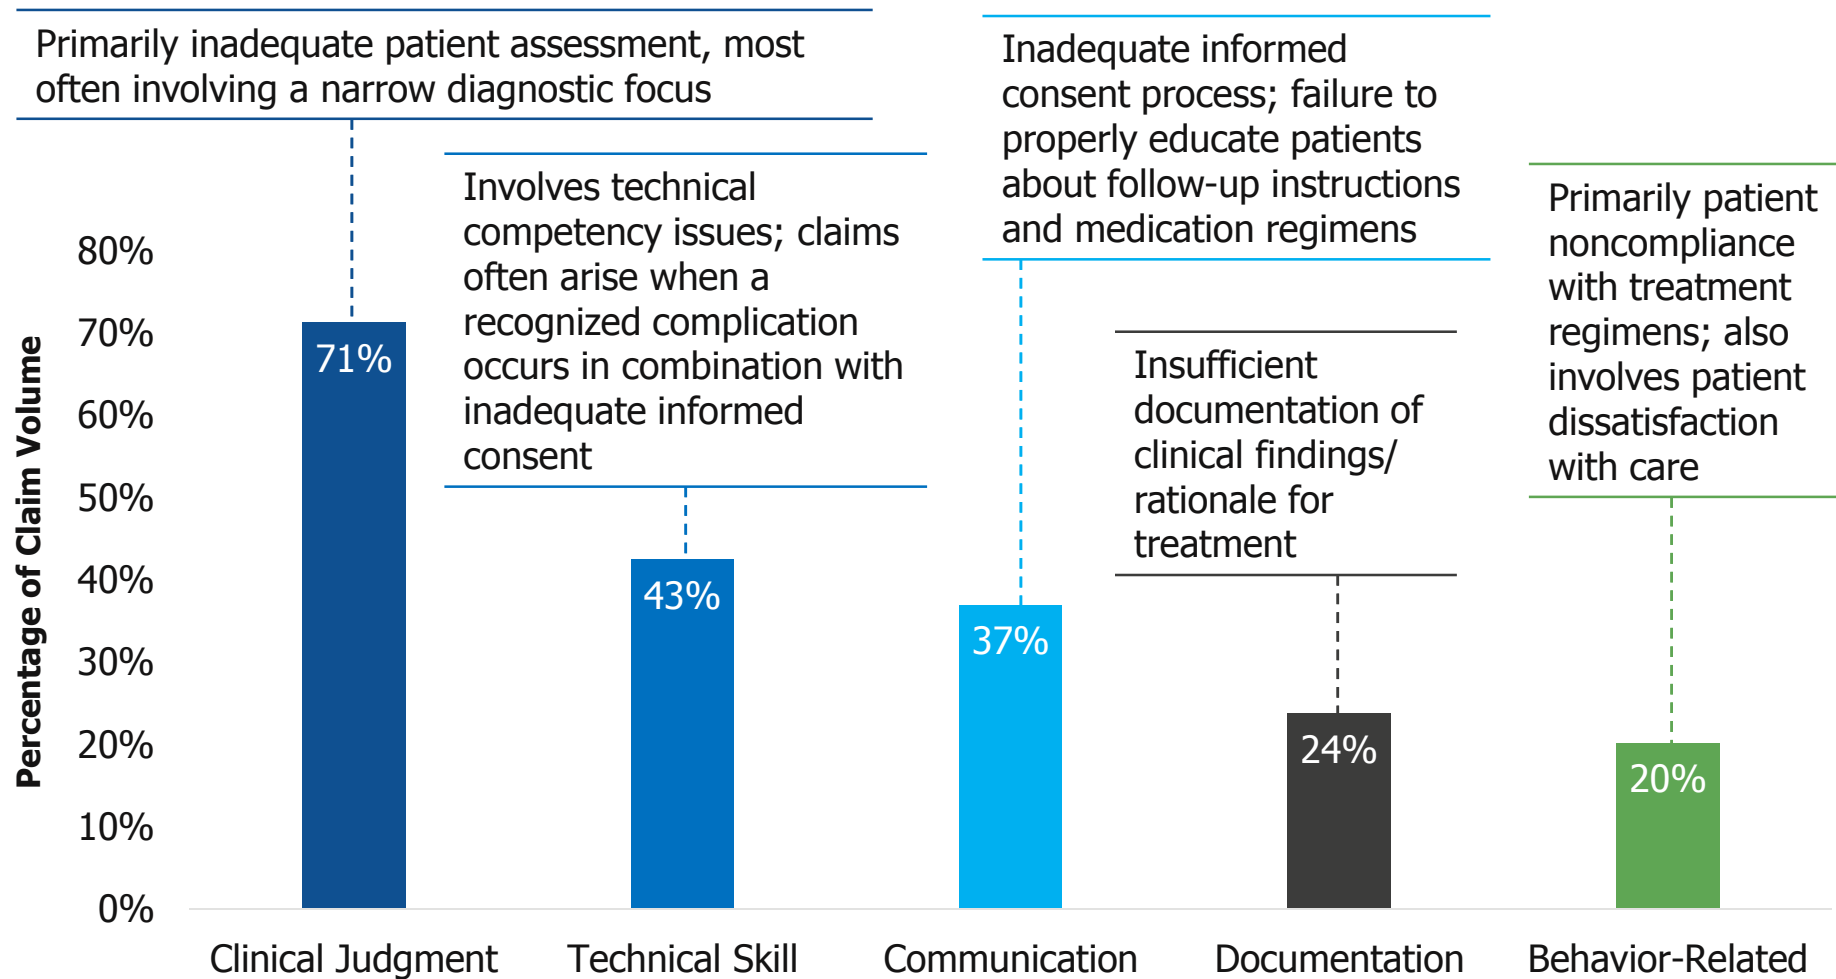 Primarily inadequate patient assessment, most
often involving a narrow diagnostic focus
Involves technical
competency issues; claims
often arise when a
recognized complication
occurs in combination with
inadequate informed
consent
Inadequate informed
consent process; failure to
properly educate patients
about follow-up instructions
and medication regimens
Insufficient
documentation of
clinical findings/
rationale for
treatment
Primarily patient
noncompliance
with treatment
regimens; also
involves patient
dissatisfaction
with care
Percentage of Claim Volume
80%
70%
60%
50%
40%
30%
20%
10%
0%
71%
43%
37%
24%
20%
Clinical Judgment
Technical Skill
Communication
Documentation
Behavior-Related